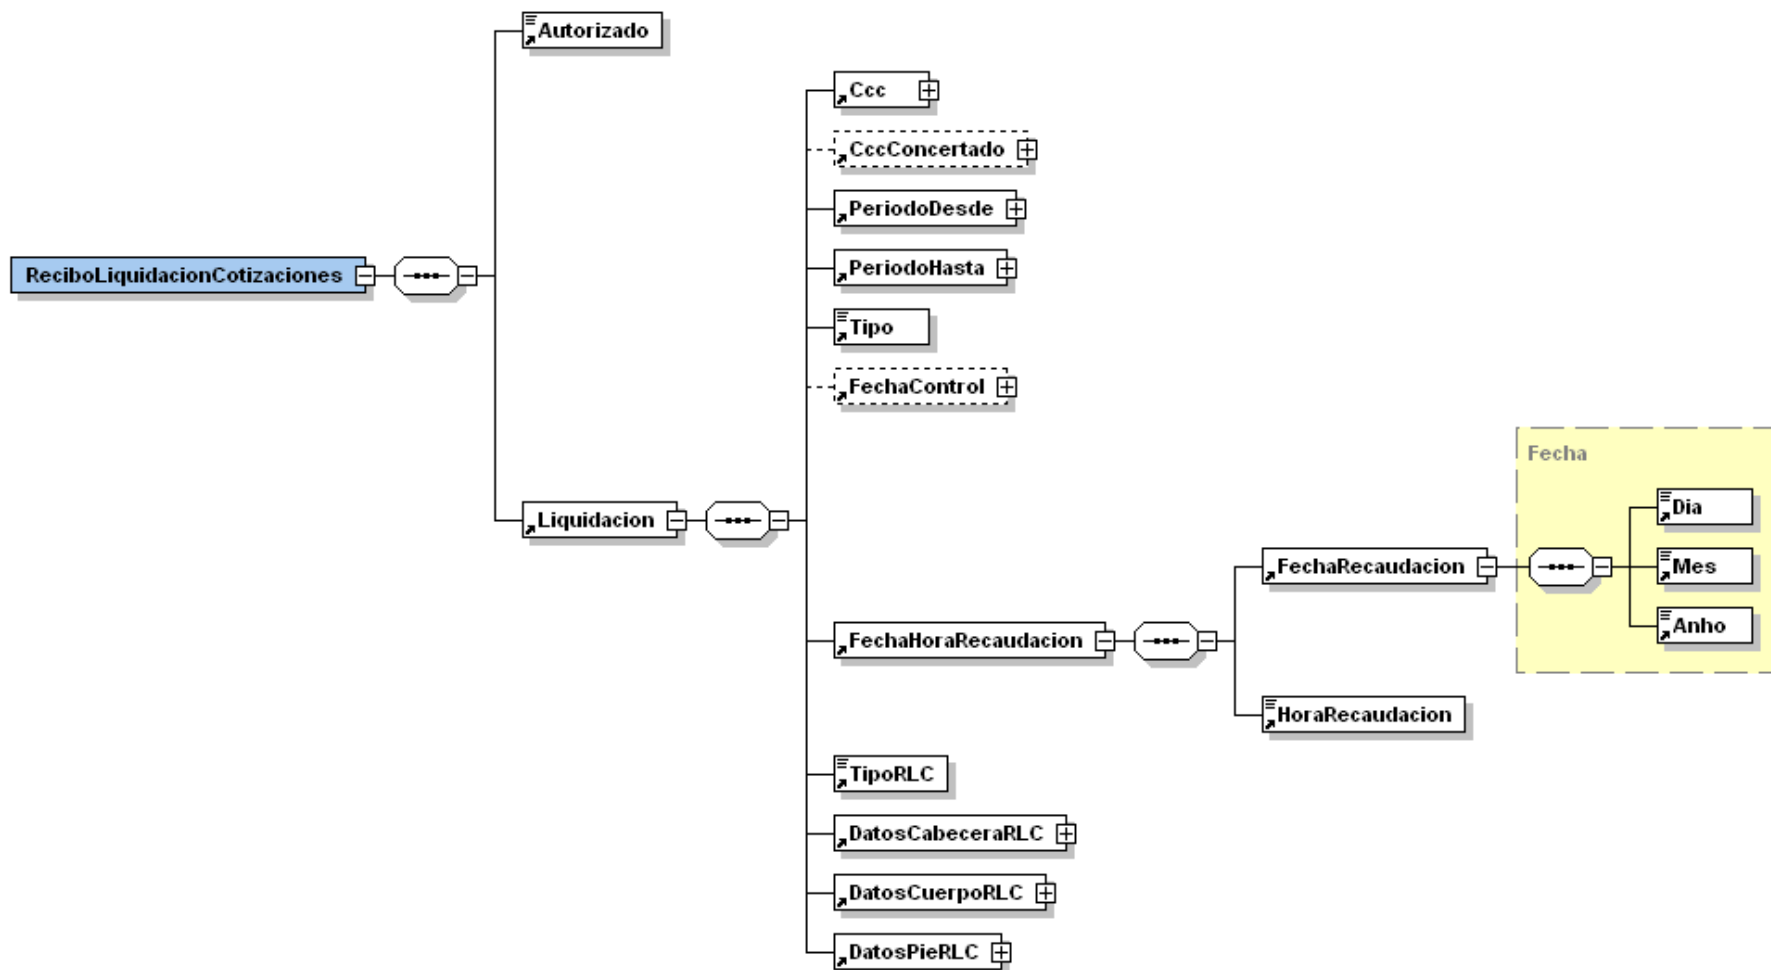 Autorizado
Ccc
CccConcertado
PeriodoDesde
PeriodoHasta
ReciboLiquidacionCotizaciones
Tipo
FechaControl
Fecha
Dia
Liquidacion
FechaRecaudacion
Mes
Anho
FechaHoraRecaudacion
HoraRecaudacion
TipoRLC
DatosCabeceraRLC
DatosCuerpoRLC
DatosPieRLC